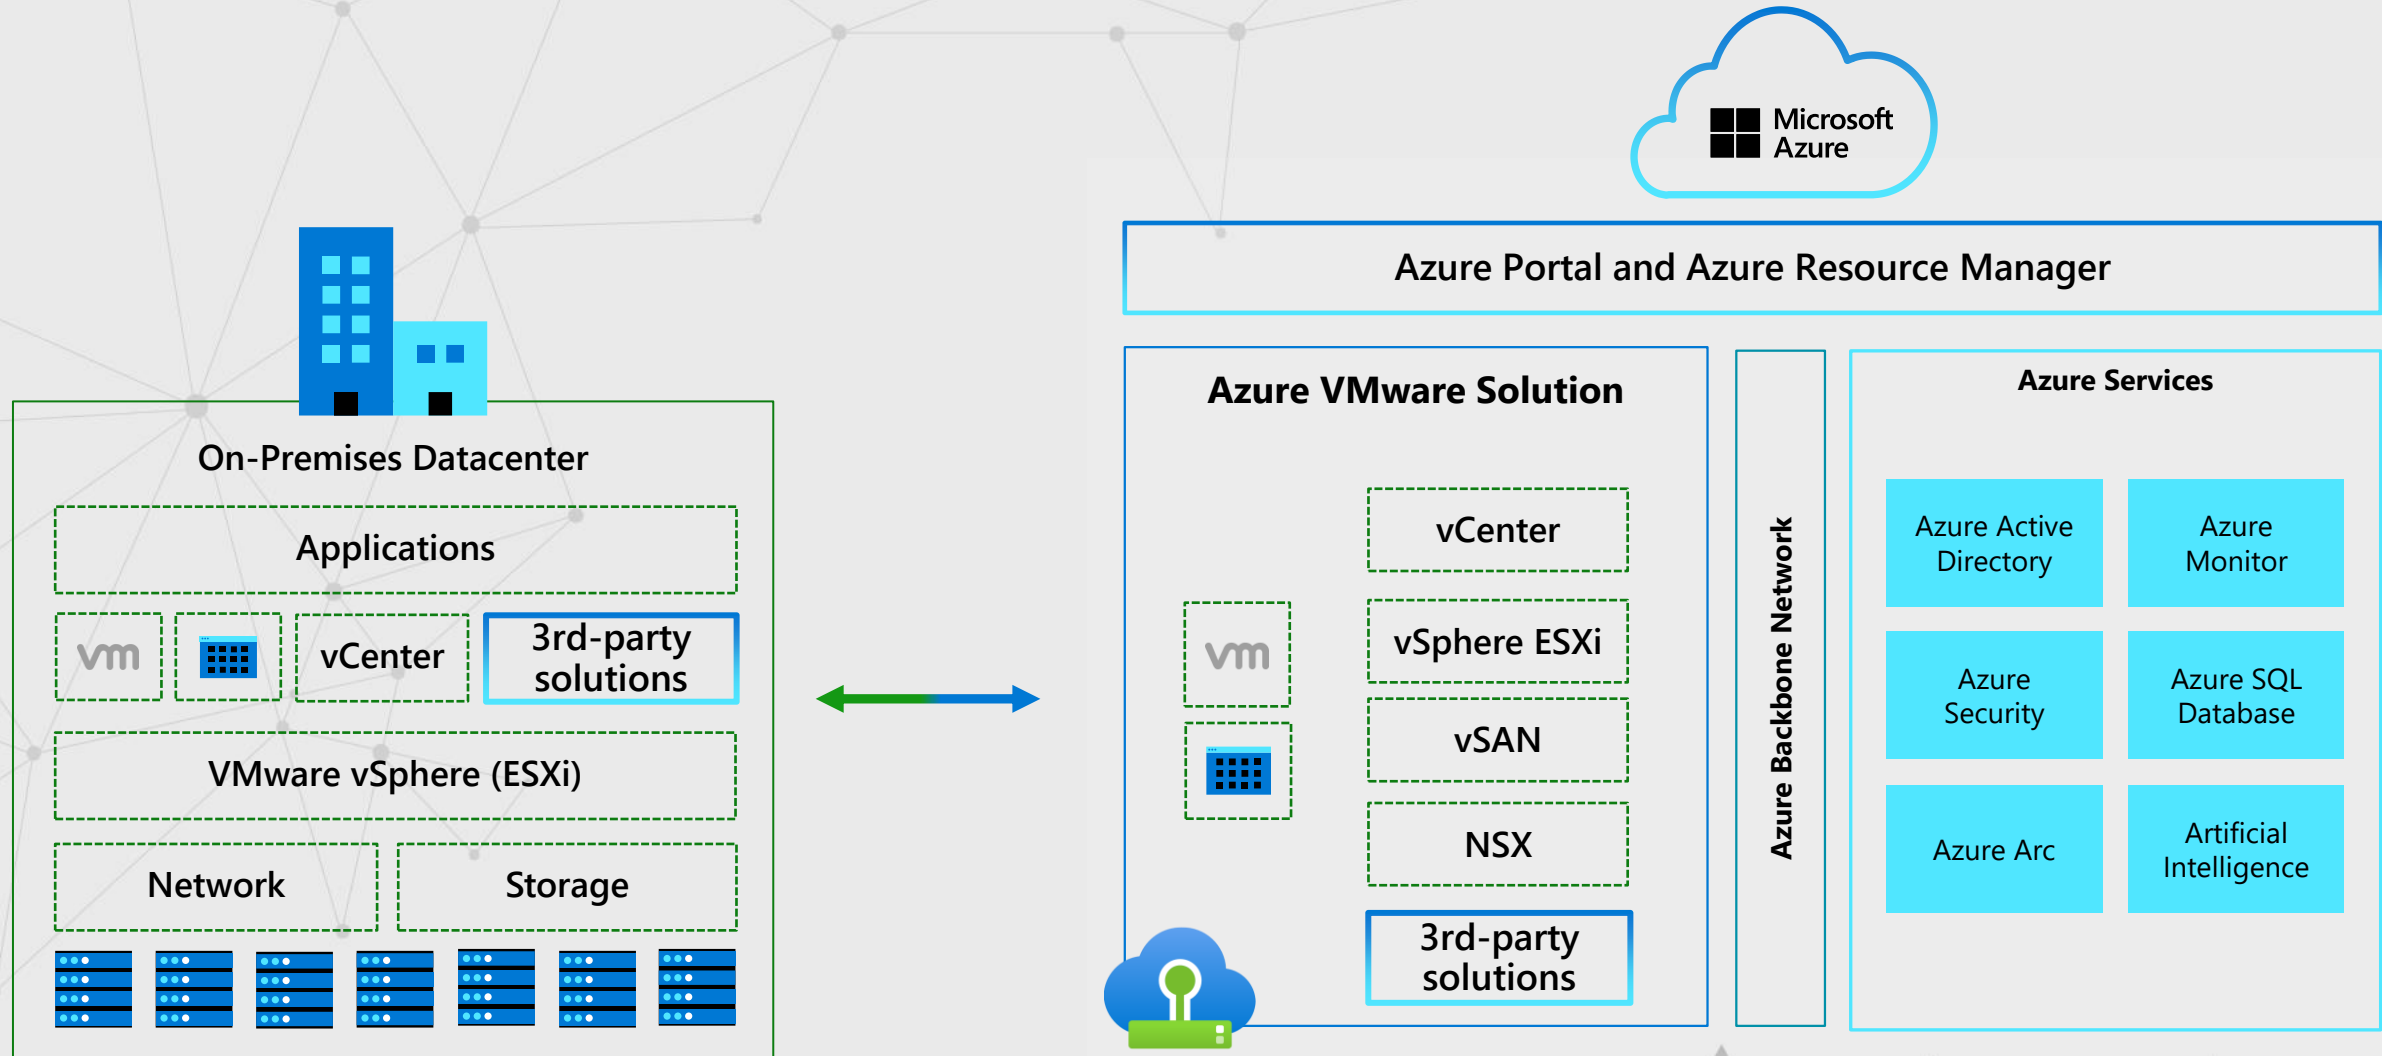 Microsoft
Azure
Azure Portal and Azure Resource Manager
On-Premises Datacenter
Applications
vm
vCenter
3rd-party
solutions
VMware vSphere (ESXi)
Network
Storage
Azure VMware Solution
vCenter
vm
vSphere ESXi
vSAN
NSX
3rd-party
solutions
Azure Backbone Network
Azure Services
Azure Active
Directory
Azure
Monitor
Azure
Security
Azure SQL
Database
Azure Arc
Artificial
Intelligence